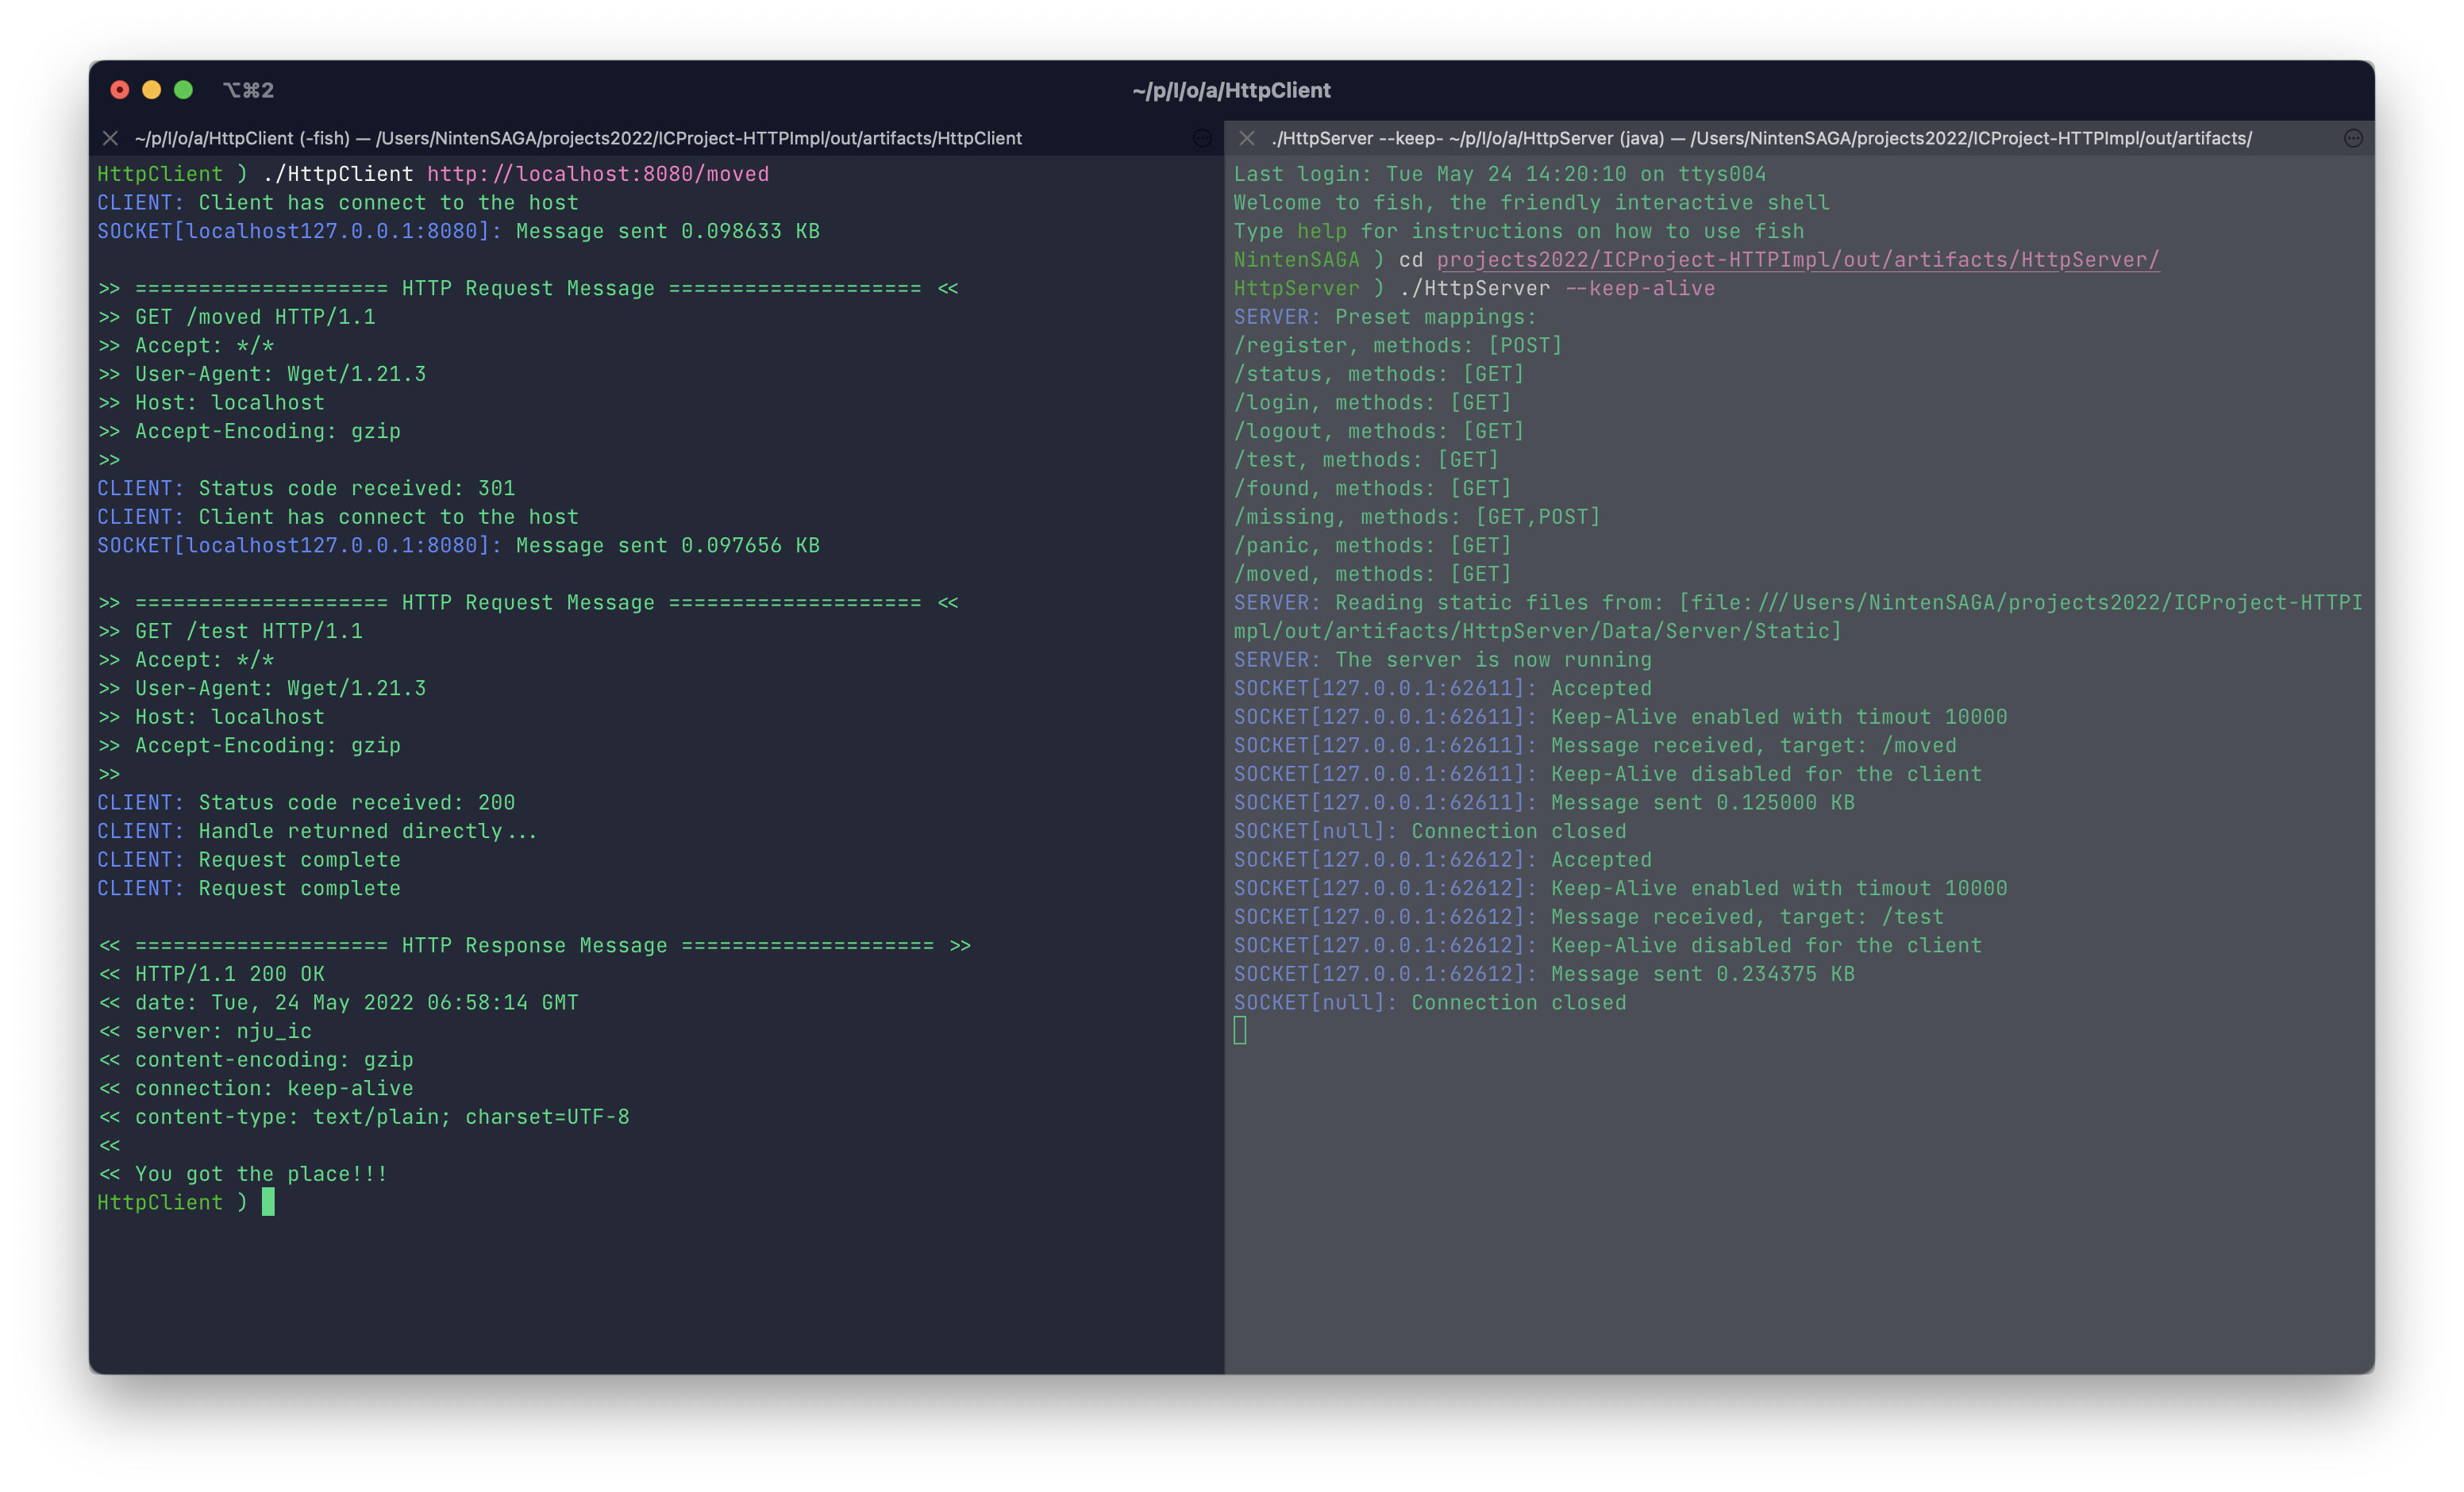 ⌥⌘2
~/p/I/o/a/HttpClient
~/p/I/o/a/HttpClient (-fish) — /Users/NintenSAGA/projects2022/ICProject-HTTPImpl/out/artifacts/HttpClient
HttpClient ) ./HttpClient http://localhost:8080/moved
CLIENT: Client has connect to the host
SOCKET[localhost127.0.0.1:8080]: Message sent 0.098633 KB
>> ==================== HTTP Request Message ==================== <<
>> GET /moved HTTP/1.1
>> Accept: */*
>> User-Agent: Wget/1.21.3
>> Host: localhost
>> Accept-Encoding: gzip
>>
CLIENT: Status code received: 301
CLIENT: Client has connect to the host
SOCKET[localhost127.0.0.1:8080]: Message sent 0.097656 KB
>> ==================== HTTP Request Message ==================== <<
>> GET /test HTTP/1.1
>> Accept: */*
>> User-Agent: Wget/1.21.3
>> Host: localhost
>> Accept-Encoding: gzip
>>
CLIENT: Status code received: 200
CLIENT: Handle returned directly...
CLIENT: Request complete
CLIENT: Request complete
<< ==================== HTTP Response Message ==================== >>
<< HTTP/1.1 200 OK
<< date: Tue, 24 May 2022 06:58:14 GMT
<< server: nju_ic
<< content-encoding: gzip
<< connection: keep-alive
<< content-type: text/plain; charset=UTF-8
<<
<< You got the place!!!
HttpClient )
./HttpServer --keep- ~/p/I/o/a/HttpServer (java) — /Users/NintenSAGA/projects2022/ICProject-HTTPImpl/out/artifacts/
Last login: Tue May 24 14:20:10 on ttys004
Welcome to fish, the friendly interactive shell
Type help for instructions on how to use fish
NintenSAGA ) cd projects2022/ICProject-HTTPImpl/out/artifacts/HttpServer/
HttpServer ) ./HttpServer --keep-alive
SERVER: Preset mappings:
/register, methods: [POST]
/status, methods: [GET]
/login, methods: [GET]
/logout, methods: [GET]
/test, methods: [GET]
/found, methods: [GET]
/missing, methods: [GET,POST]
/panic, methods: [GET]
/moved, methods: [GET]
SERVER: Reading static files from: [file:///Users/NintenSAGA/projects2022/ICProject-HTTPI
mpl/out/artifacts/HttpServer/Data/Server/Static]
SERVER: The server is now running
SOCKET[127.0.0.1:62611]: Accepted
SOCKET[127.0.0.1:62611]: Keep-Alive enabled with timout 10000
SOCKET[127.0.0.1:62611]: Message received, target: /moved
SOCKET[127.0.0.1:62611]: Keep-Alive disabled for the client
SOCKET[127.0.0.1:62611]: Message sent 0.125000 KB
SOCKET[null]: Connection closed
SOCKET[127.0.0.1:62612]: Accepted
SOCKET[127.0.0.1:62612]: Keep-Alive enabled with timout 10000
SOCKET[127.0.0.1:62612]: Message received, target: /test
SOCKET[127.0.0.1:62612]: Keep-Alive disabled for the client
SOCKET[127.0.0.1:62612]: Message sent 0.234375 KB
SOCKET[null]: Connection closed